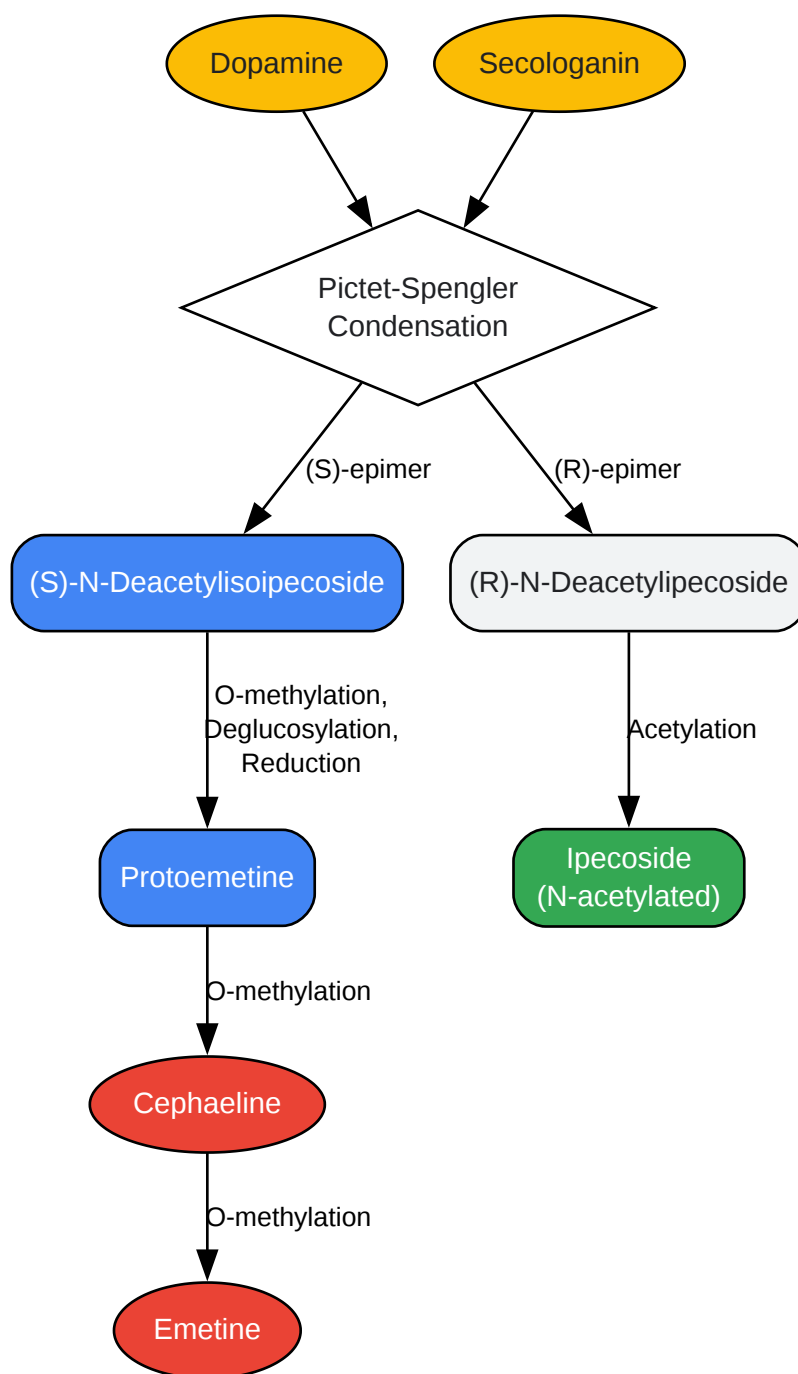 Dopamine
Secologanin
Pictet-Spengler
Condensation
(S)-epimer
(R)-epimer
(S)-N-Deacetylisoipecoside
(R)-N-Deacetylipecoside
O-methylation,
Deglucosylation,
Reduction
Acetylation
Protoemetine
Ipecoside
(N-acetylated)
O-methylation
Cephaeline
O-methylation
Emetine